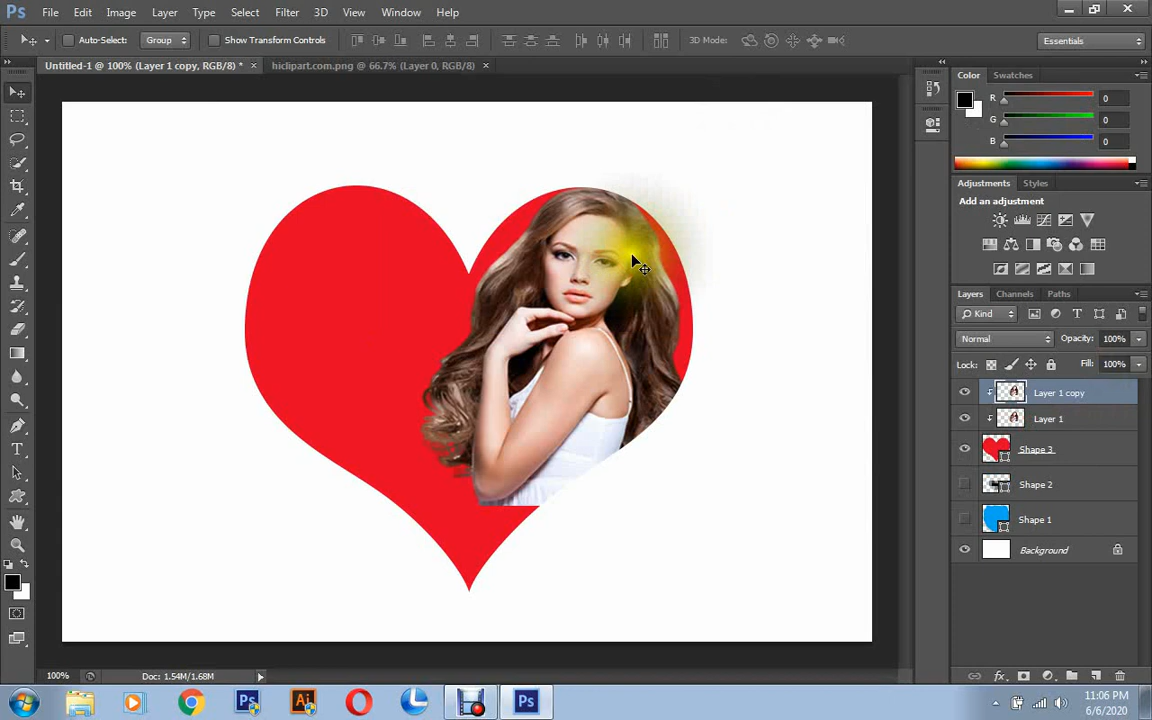 Ps File Edit Image Layer Type Select Filter 3D View Window Help
Auto-Select: Group Show Transform Controls 3D Mode: Essentials
Untitled-1 @ 100% (Layer 1 copy, RGB/8) * × hiclipart.com.png @ 66.7% (Layer 0, RGB/8) ×
Color Swatches
R 0
G 0
B 0
Adjustments Styles
Add an adjustment
Layers Channels Paths
Kind
Normal Opacity: 100%
Lock: Fill: 100%
Layer 1 copy
Layer 1
Shape 3
Shape 2
Shape 1
Background
100% Doc: 1.54M/1.68M
Ps Ai Ps
11:06 PM
6/6/2020